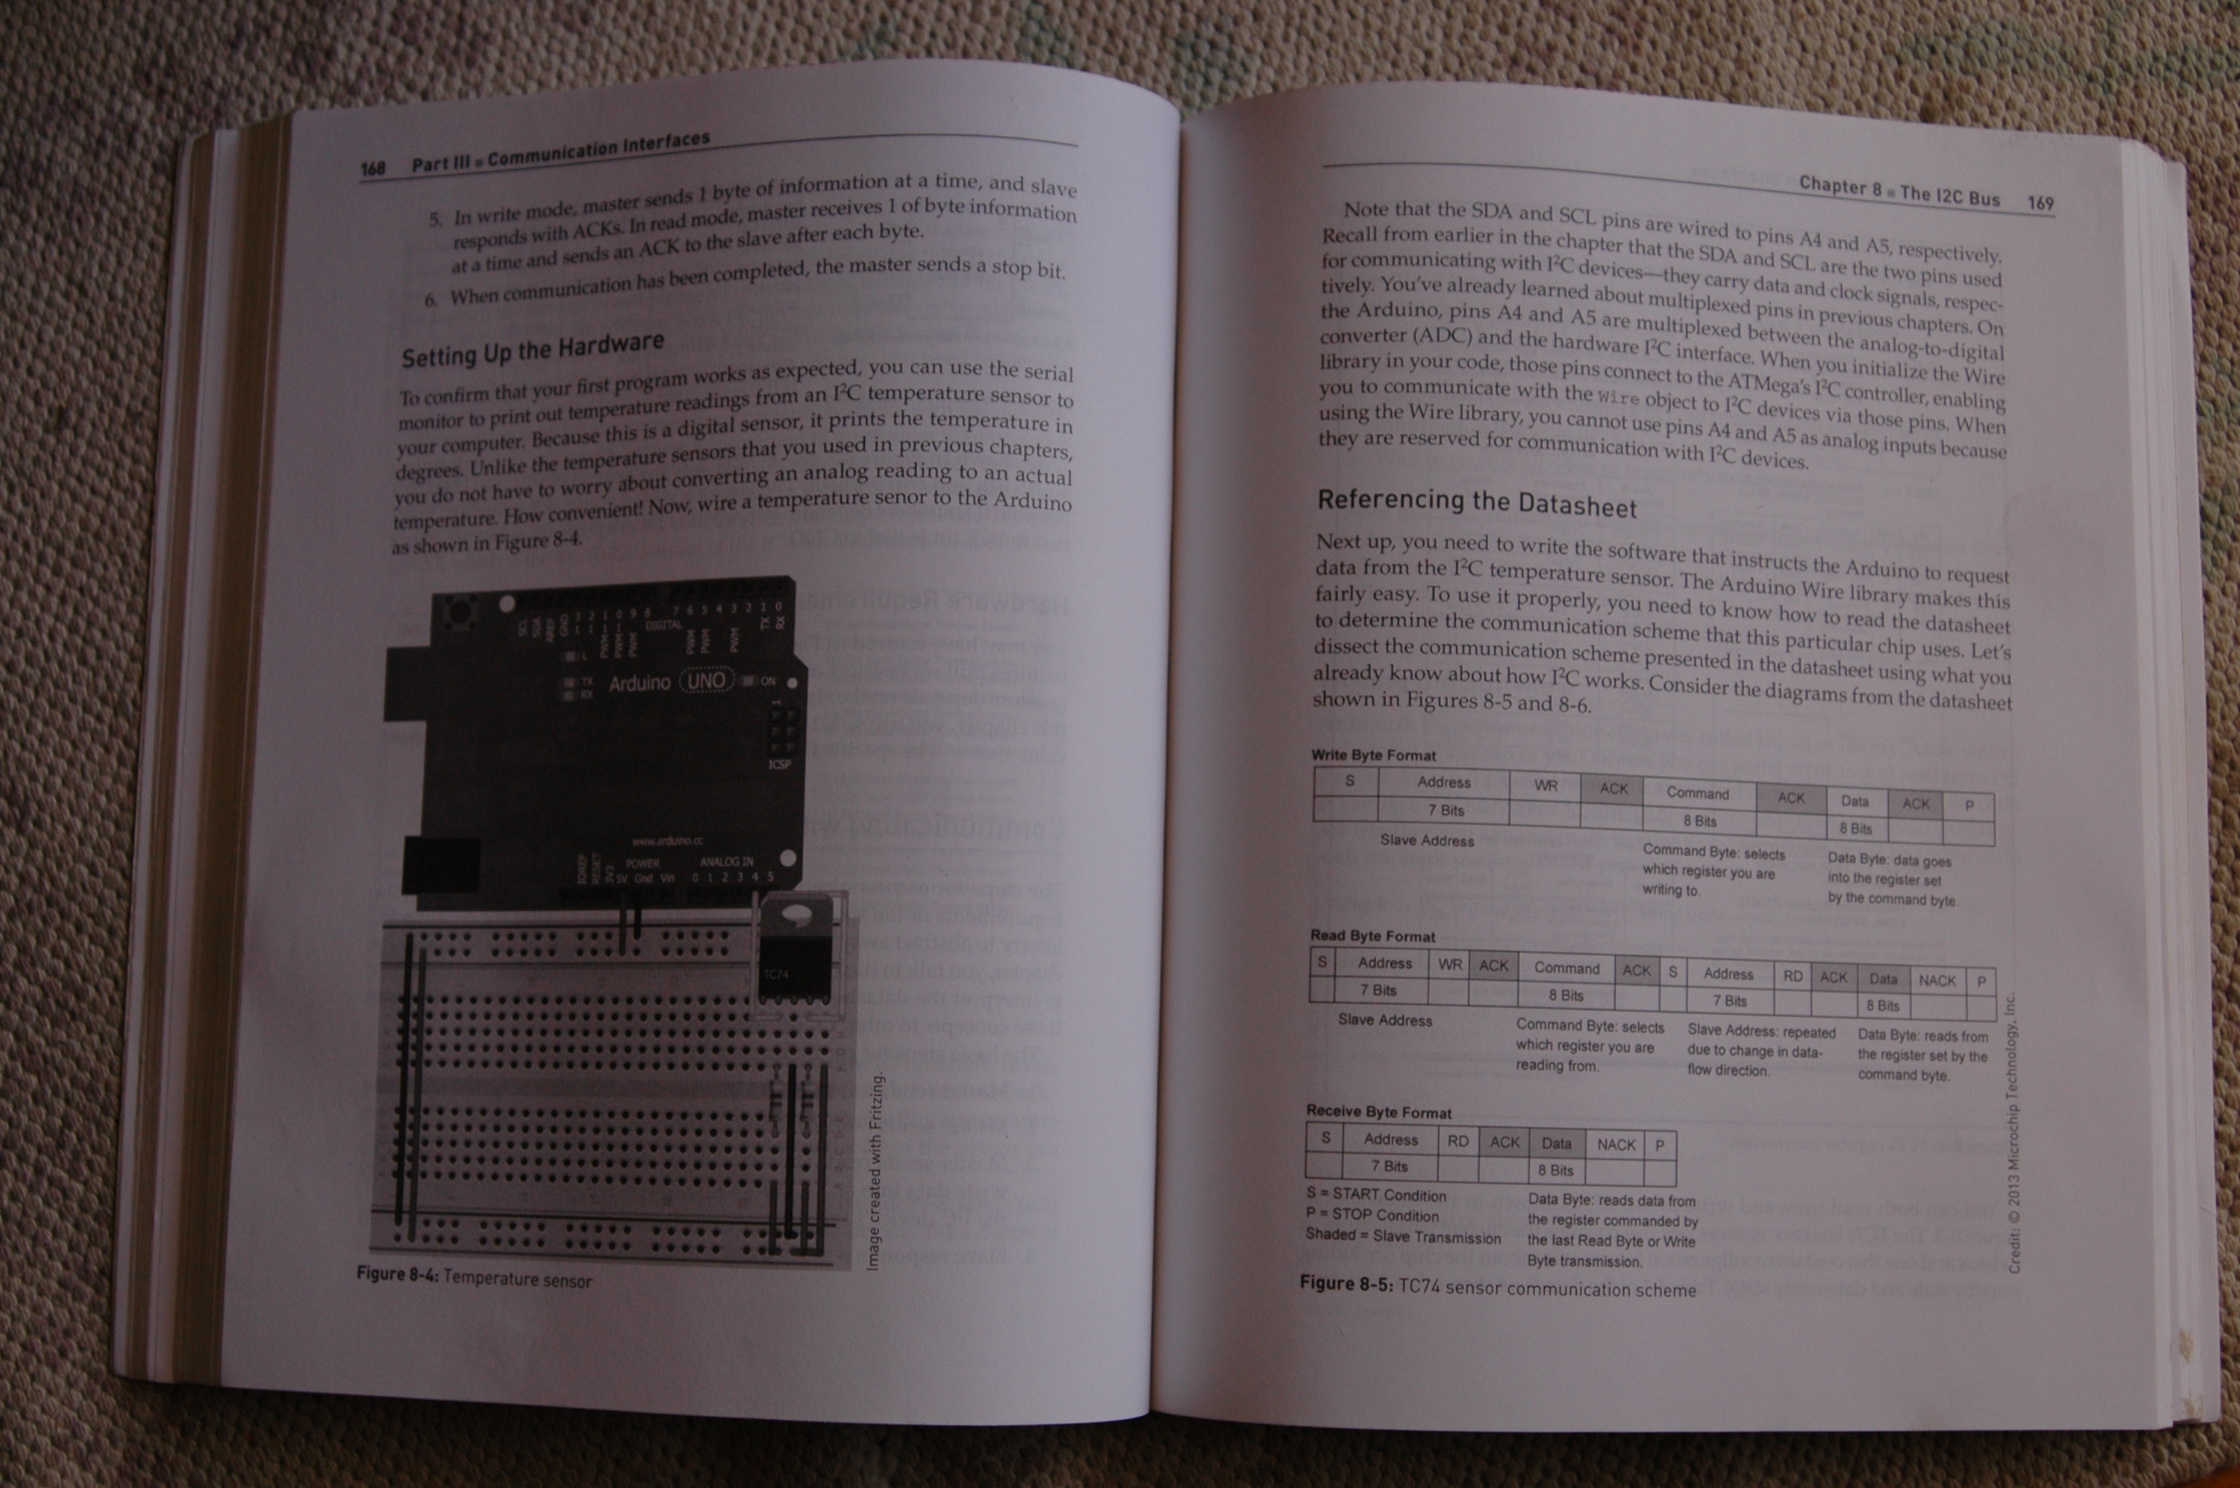 168 Part III ■ Communication Interfaces
5. In write mode, master sends 1 byte of information at a time, and slave
responds with ACKs. In read mode, master receives 1 of byte information
at a time and sends an ACK to the slave after each byte.
6. When communication has been completed, the master sends a stop bit.
Setting Up the Hardware
To confirm that your first program works as expected, you can use the serial
monitor to print out temperature readings from an I²C temperature sensor to
your computer. Because this is a digital sensor, it prints the temperature in
degrees. Unlike the temperature sensors that you used in previous chapters,
you do not have to worry about converting an analog reading to an actual
temperature. How convenient! Now, wire a temperature senor to the Arduino
as shown in Figure 8-4.
SCL SDA AREF GND 13 12 11 10 9 8 7 6 5 4 3 2 1 0
PWM PWM PWM DIGITAL PWM PWM PWM TX RX
L
TX
RX
Arduino UNO ON
1
ICSP
www.arduino.cc
POWER ANALOG IN
IOREF RESET 3V3 5V Gnd Vin 0 1 2 3 4 5
TC74
Image created with Fritzing.
Figure 8-4: Temperature sensor
Chapter 8 ■ The I2C Bus 169
Note that the SDA and SCL pins are wired to pins A4 and A5, respectively.
Recall from earlier in the chapter that the SDA and SCL are the two pins used
for communicating with I²C devices—they carry data and clock signals, respec-
tively. You've already learned about multiplexed pins in previous chapters. On
the Arduino, pins A4 and A5 are multiplexed between the analog-to-digital
converter (ADC) and the hardware I²C interface. When you initialize the Wire
library in your code, those pins connect to the ATMega's I²C controller, enabling
you to communicate with the Wire object to I²C devices via those pins. When
using the Wire library, you cannot use pins A4 and A5 as analog inputs because
they are reserved for communication with I²C devices.
Referencing the Datasheet
Next up, you need to write the software that instructs the Arduino to request
data from the I²C temperature sensor. The Arduino Wire library makes this
fairly easy. To use it properly, you need to know how to read the datasheet
to determine the communication scheme that this particular chip uses. Let's
dissect the communication scheme presented in the datasheet using what you
already know about how I²C works. Consider the diagrams from the datasheet
shown in Figures 8-5 and 8-6.
Write Byte Format
S Address WR ACK Command ACK Data ACK P
7 Bits 8 Bits 8 Bits
Slave Address
Command Byte: selects
which register you are
writing to.
Data Byte: data goes
into the register set
by the command byte.
Read Byte Format
S Address WR ACK Command ACK S Address RD ACK Data NACK P
7 Bits 8 Bits 7 Bits 8 Bits
Slave Address
Command Byte: selects
which register you are
reading from.
Slave Address: repeated
due to change in data-
flow direction.
Data Byte: reads from
the register set by the
command byte.
Receive Byte Format
S Address RD ACK Data NACK P
7 Bits 8 Bits
S = START Condition
P = STOP Condition
Shaded = Slave Transmission
Data Byte: reads data from
the register commanded by
the last Read Byte or Write
Byte transmission.
Credit: © 2013 Microchip Technology, Inc.
Figure 8-5: TC74 sensor communication scheme